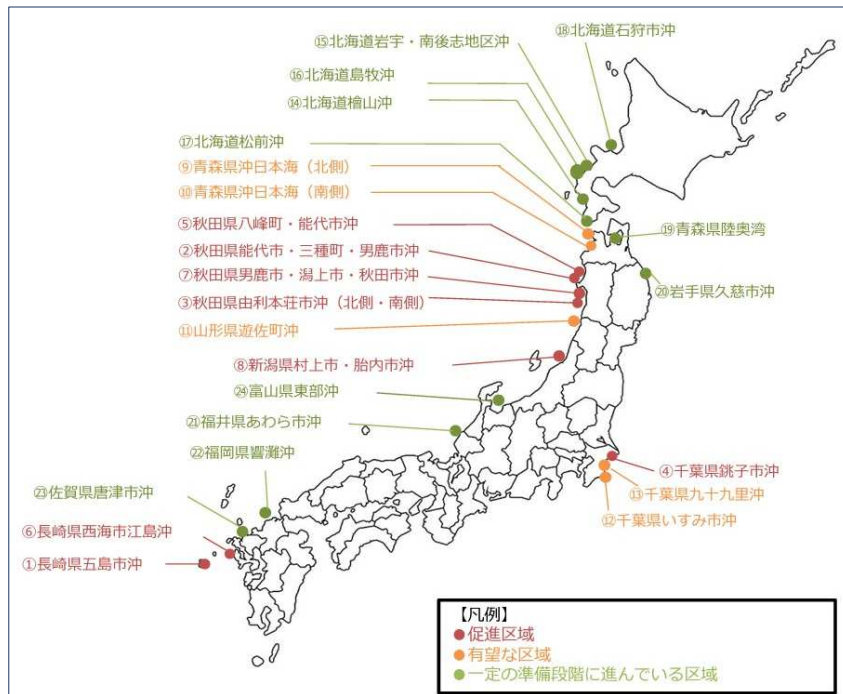 ⑮北海道岩宇・南後志地区沖
⑱北海道石狩市沖
⑯北海道島牧沖
⑭北海道檜山沖
⑰北海道松前沖
⑨青森県沖日本海（北側）
⑩青森県沖日本海（南側）
⑤秋田県八峰町・能代市沖
⑲青森県陸奥湾
②秋田県能代市・三種町・男鹿市沖
⑦秋田県男鹿市・潟上市・秋田市沖
⑳岩手県久慈市沖
③秋田県由利本荘市沖（北側・南側）
⑪山形県遊佐町沖
⑧新潟県村上市・胎内市沖
㉔富山県東部沖
㉑福井県あわら市沖
㉒福岡県響灘沖
④千葉県銚子市沖
㉓佐賀県唐津市沖
⑬千葉県九十九里沖
⑫千葉県いすみ市沖
⑥長崎県西海市江島沖
①長崎県五島市沖
【凡例】
●促進区域
●有望な区域
●一定の準備段階に進んでいる区域